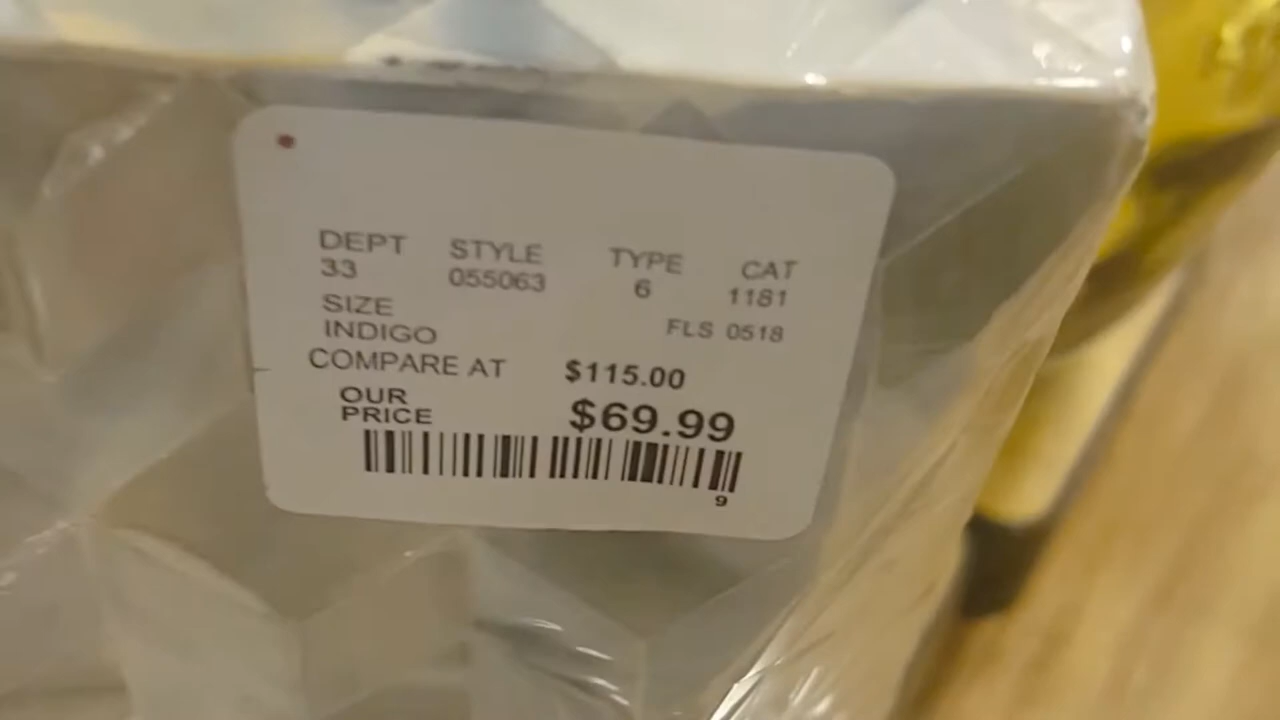 DEPT STYLE TYPE CAT
33 055063 6 1181
SIZE
INDIGO FLS 0518
COMPARE AT $115.00
OUR
PRICE $69.99
9